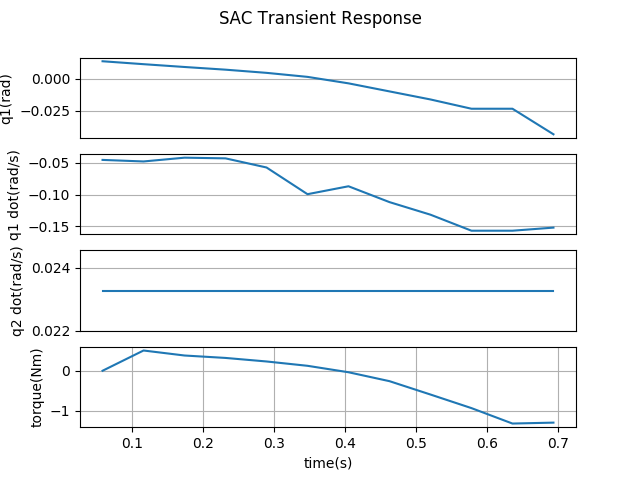 SAC Transient Response
q1(rad)
0.000
−0.025
q1 dot(rad/s)
−0.05
−0.10
−0.15
q2 dot(rad/s)
0.024
0.022
torque(Nm)
0
−1
0.1 0.2 0.3 0.4 0.5 0.6 0.7
time(s)